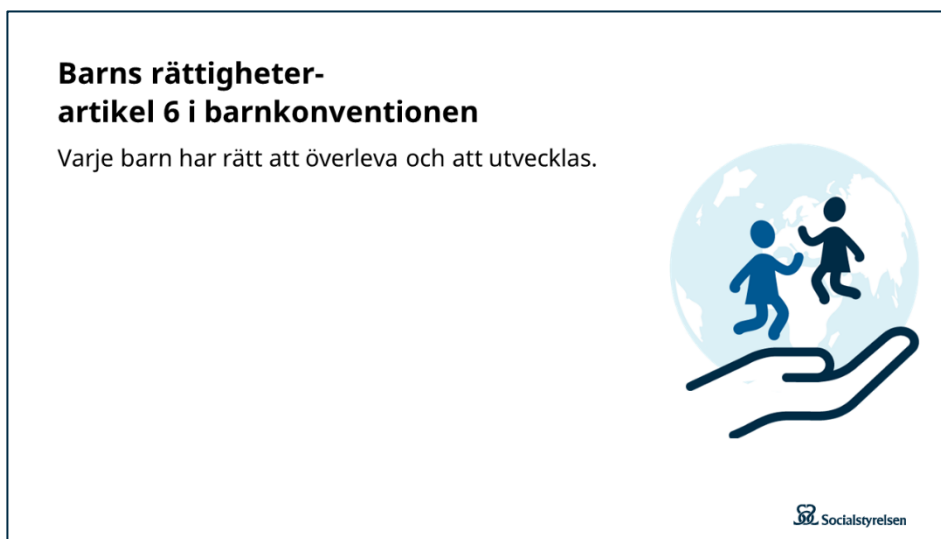 Barns rättigheter-
artikel 6 i barnkonventionen
Varje barn har rätt att överleva och att utvecklas.
Socialstyrelsen